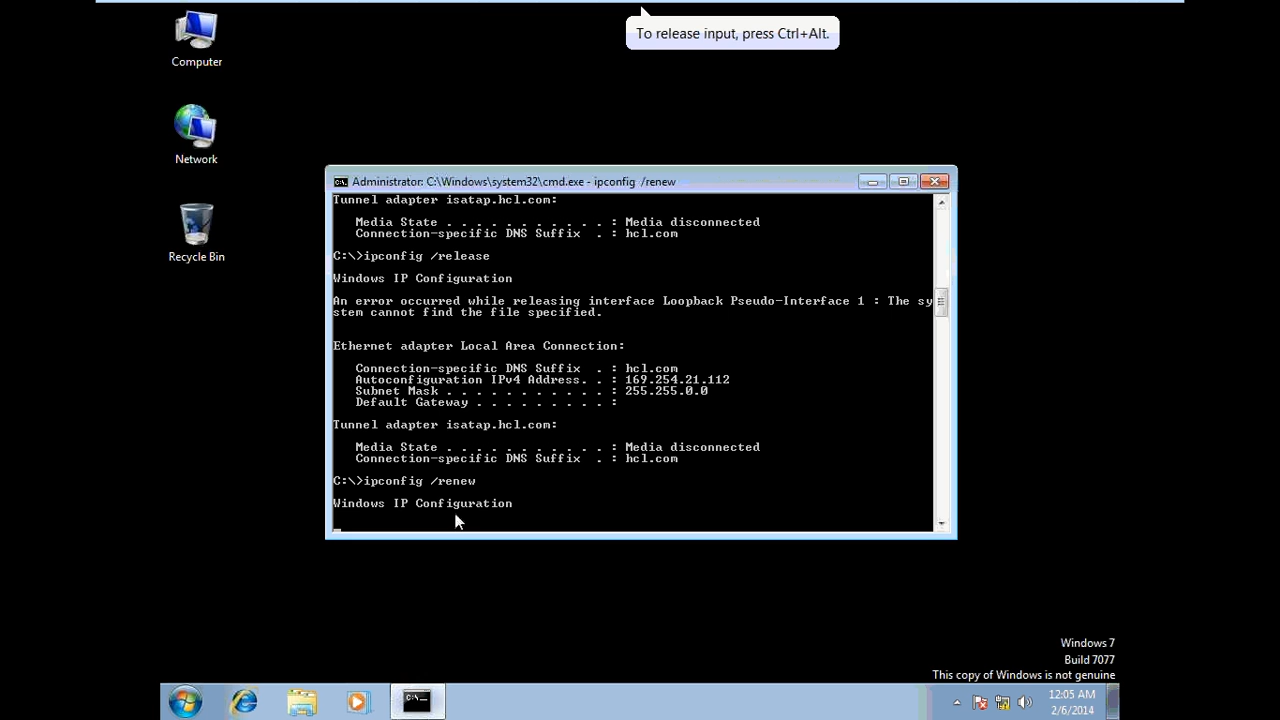 To release input, press Ctrl+Alt.
Computer
Network
Recycle Bin
Administrator: C:\Windows\system32\cmd.exe - ipconfig  /renew
Tunnel adapter isatap.hcl.com:
Media State . . . . . . . . . . . : Media disconnected
Connection-specific DNS Suffix  . : hcl.com
C:\>ipconfig /release
Windows IP Configuration
An error occurred while releasing interface Loopback Pseudo-Interface 1 : The sy
stem cannot find the file specified.
Ethernet adapter Local Area Connection:
Connection-specific DNS Suffix  . : hcl.com
Autoconfiguration IPv4 Address. . : 169.254.21.112
Subnet Mask . . . . . . . . . . . : 255.255.0.0
Default Gateway . . . . . . . . . :
Tunnel adapter isatap.hcl.com:
Media State . . . . . . . . . . . : Media disconnected
Connection-specific DNS Suffix  . : hcl.com
C:\>ipconfig /renew
Windows IP Configuration
Windows 7
Build 7077
This copy of Windows is not genuine
C:\
12:05 AM
2/6/2014